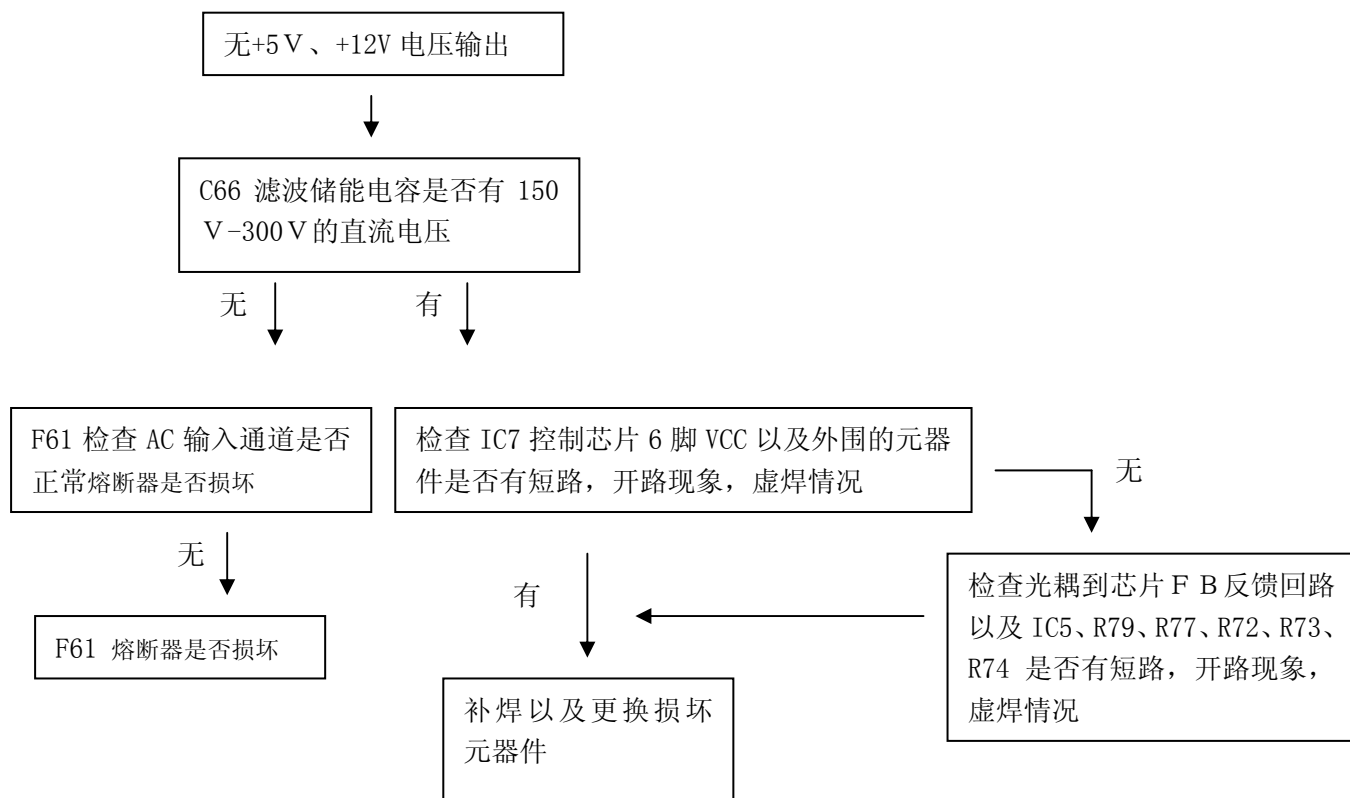 无+5V、+12V 电压输出
C66 滤波储能电容是否有 150
V-300V的直流电压
无
有
F61 检查 AC 输入通道是否
正常熔断器是否损坏
检查 IC7 控制芯片 6 脚 VCC 以及外围的元器
件是否有短路，开路现象，虚焊情况
无
无
有
检查光耦到芯片ＦＢ反馈回路
以及 IC5、R79、R77、R72、R73、
R74 是否有短路，开路现象，
虚焊情况
F61 熔断器是否损坏
补焊以及更换损坏
元器件